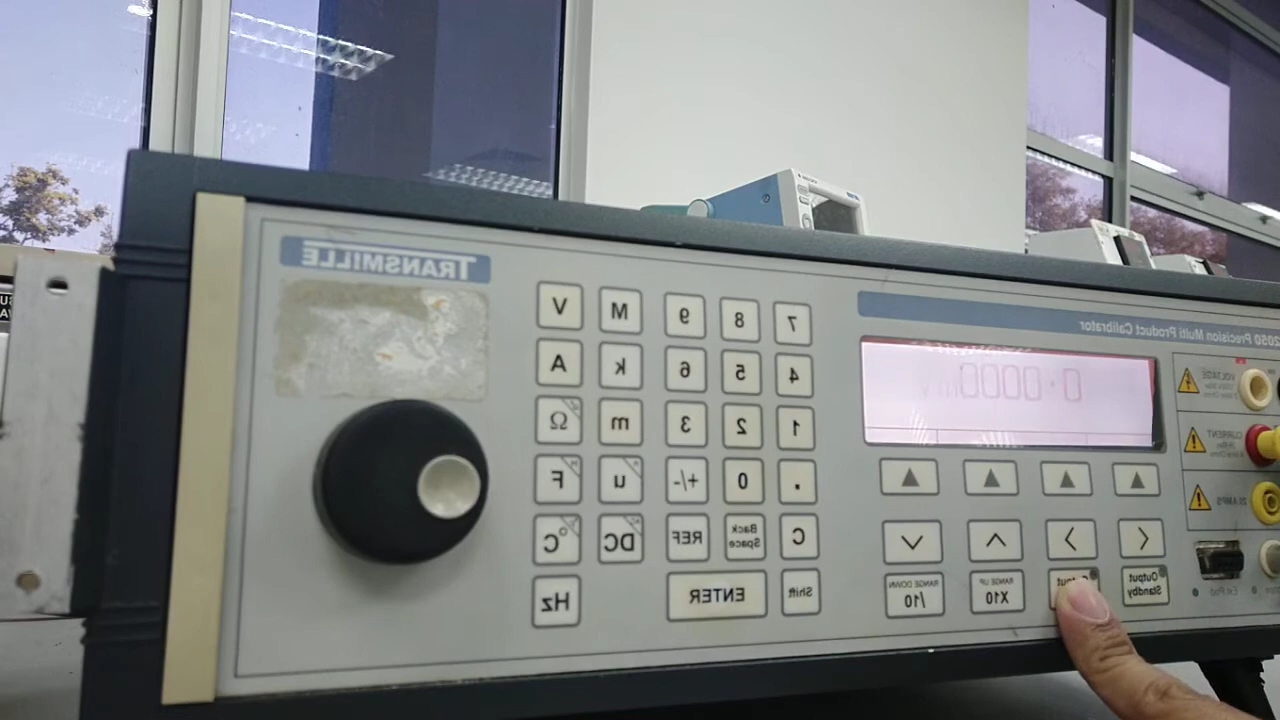 2050 Precision Multi Product Calibrator
TRANSMILLE
0.0000mV
VOLTAGE
CURRENT
20 AMPS
Output
Standby
RANGE UP
X10
RANGE DOWN
/10
7 8 9 M V
4 5 6 k A
1 2 3 m Ω
. 0 +/- u F
C Back Space REF DC °C
Shift ENTER Hz